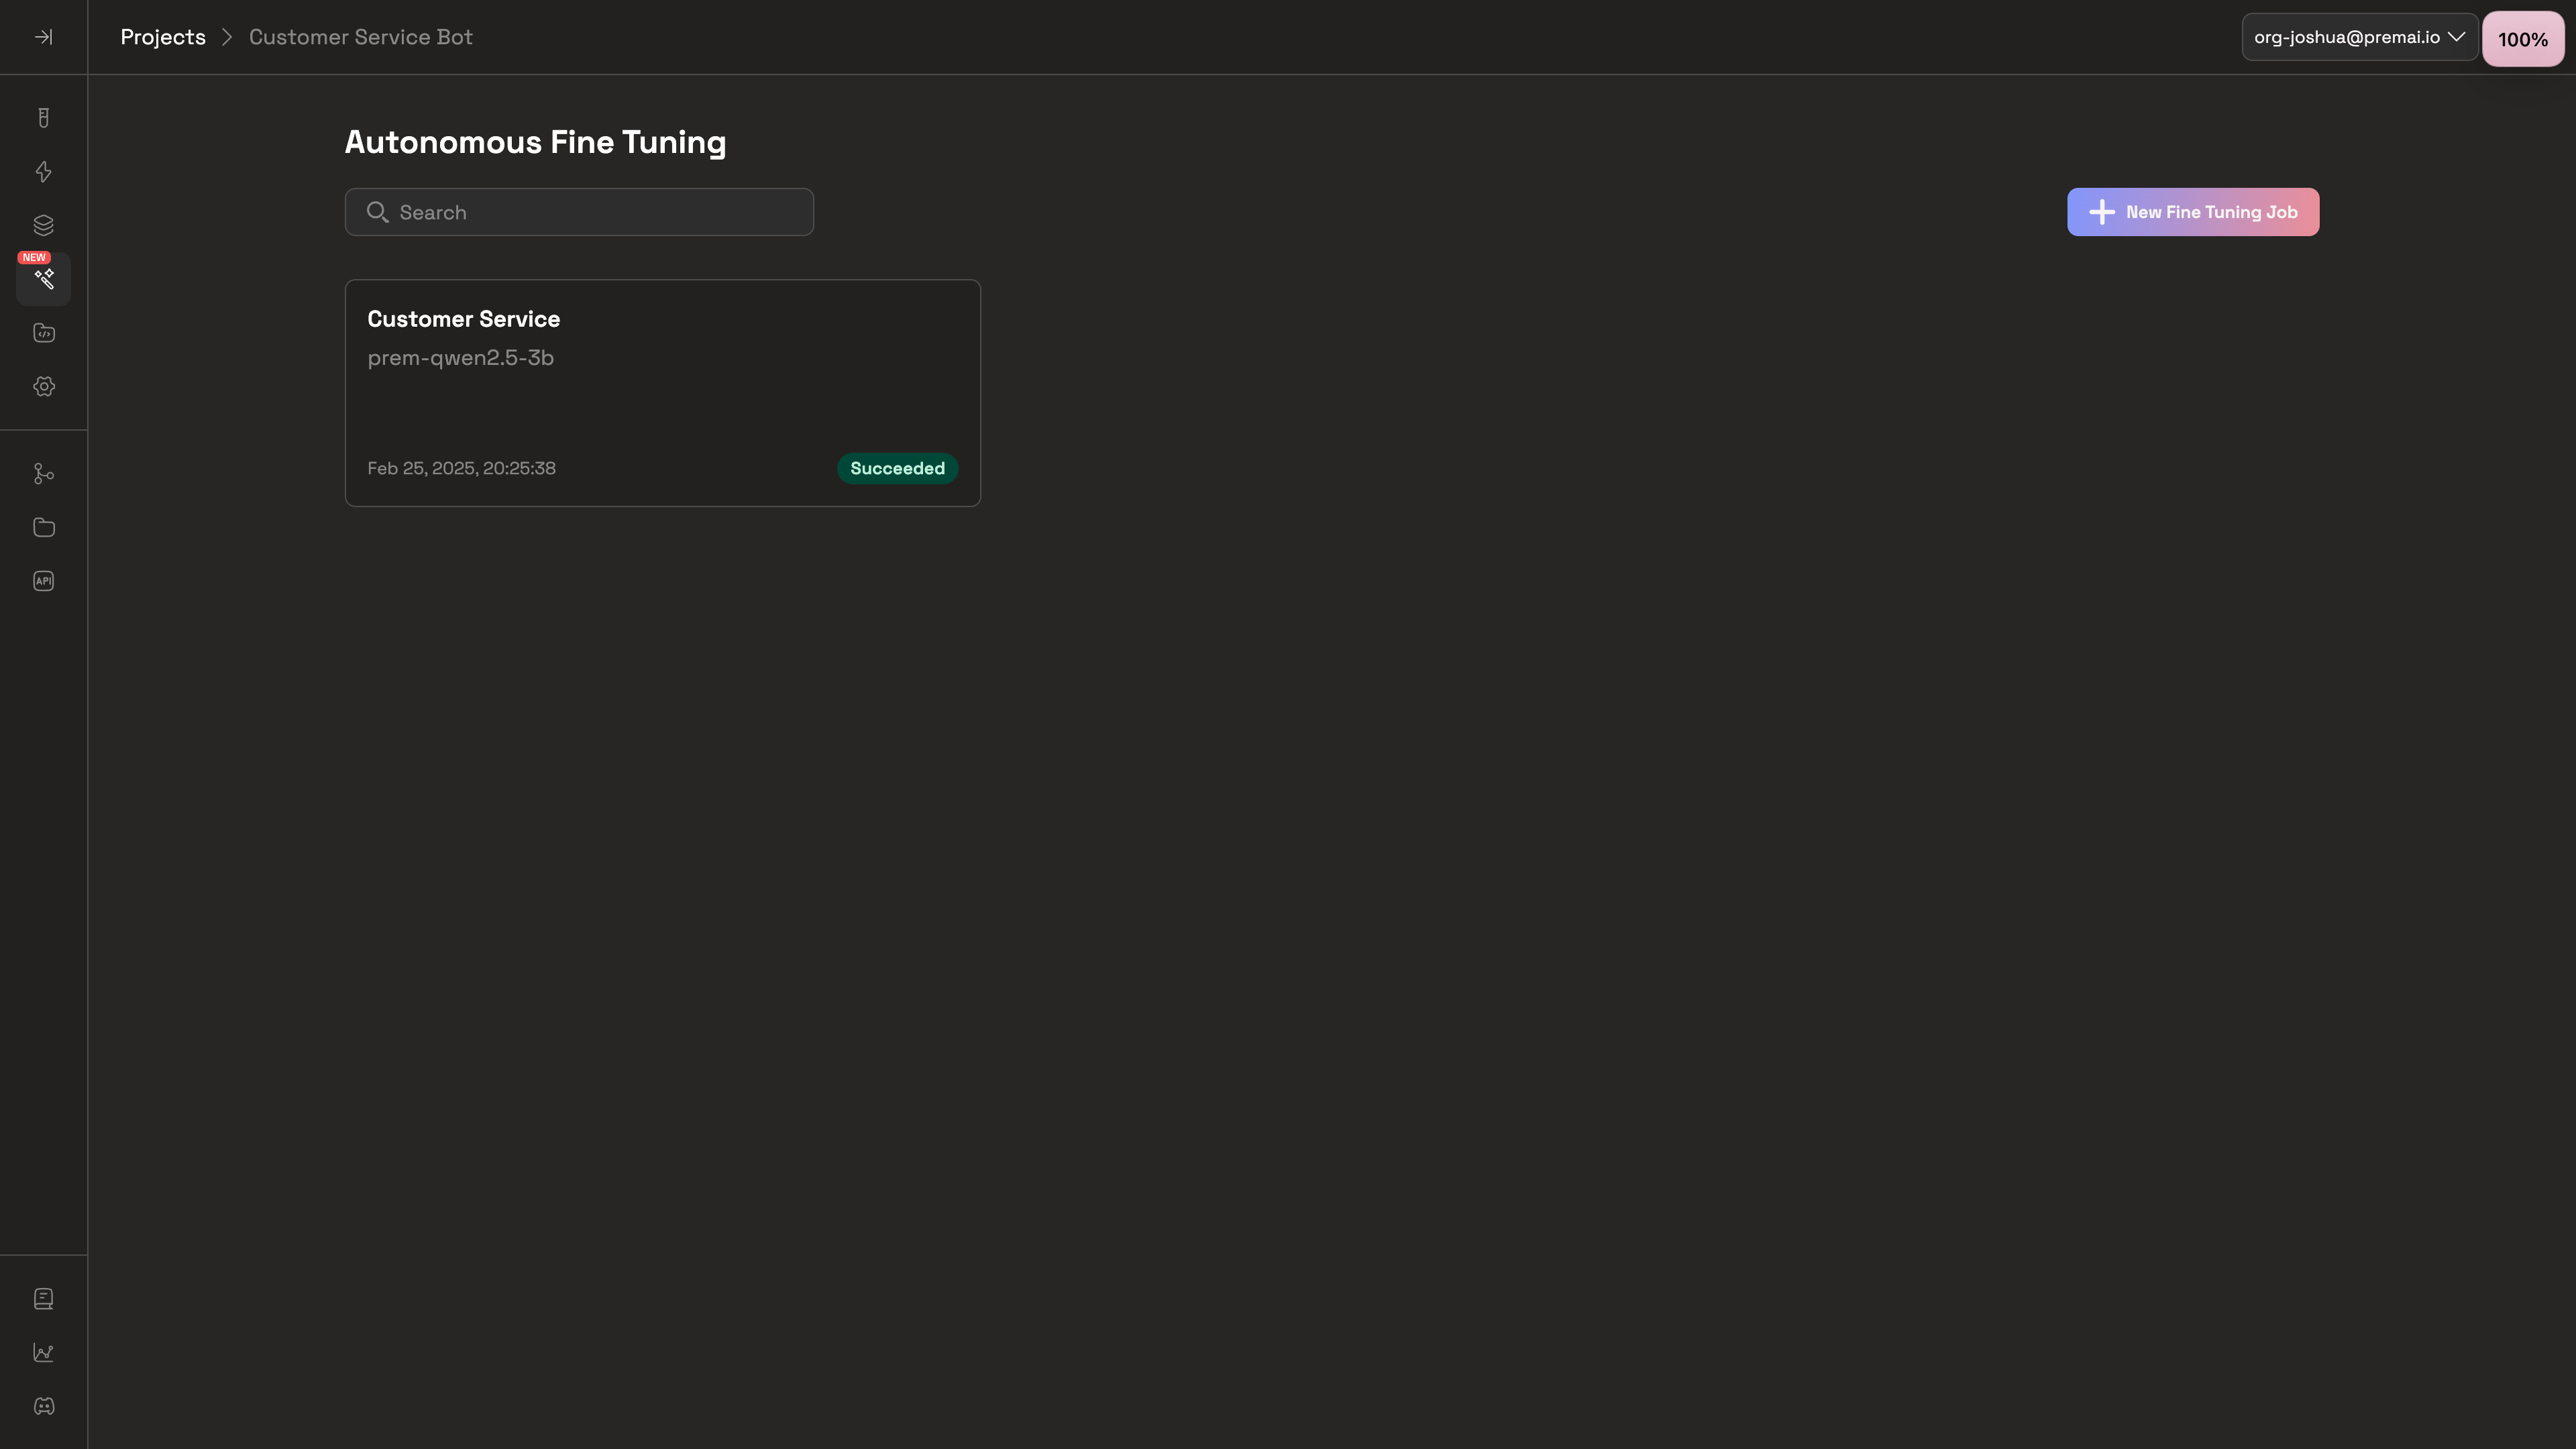 Projects > Customer Service Bot
org-joshua@premai.io
100%
Autonomous Fine Tuning
Search
New Fine Tuning Job
NEW
Customer Service
prem-qwen2.5-3b
Feb 25, 2025, 20:25:38
Succeeded
API